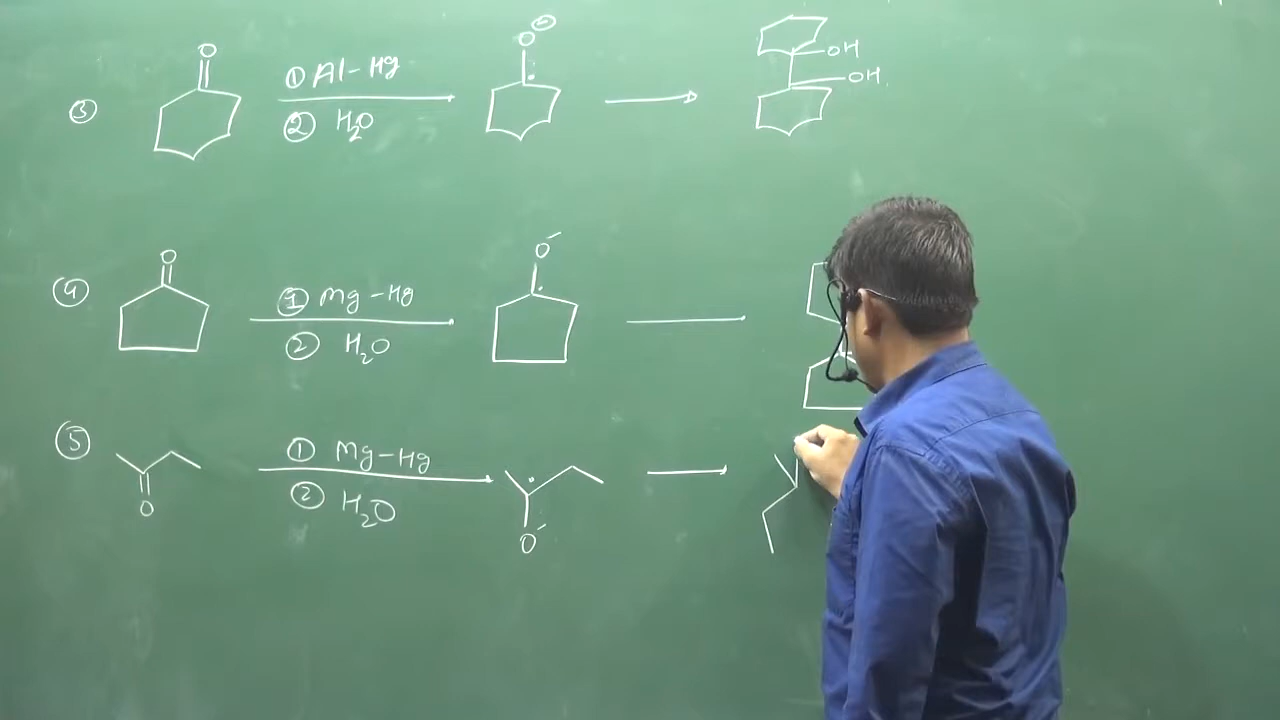 ③ O ① Al-Hg O⊖ OH
② H₂O OH
④ O ① Mg-Hg O⁻
② H₂O
⑤ O ① Mg-Hg
② H₂O O⁻